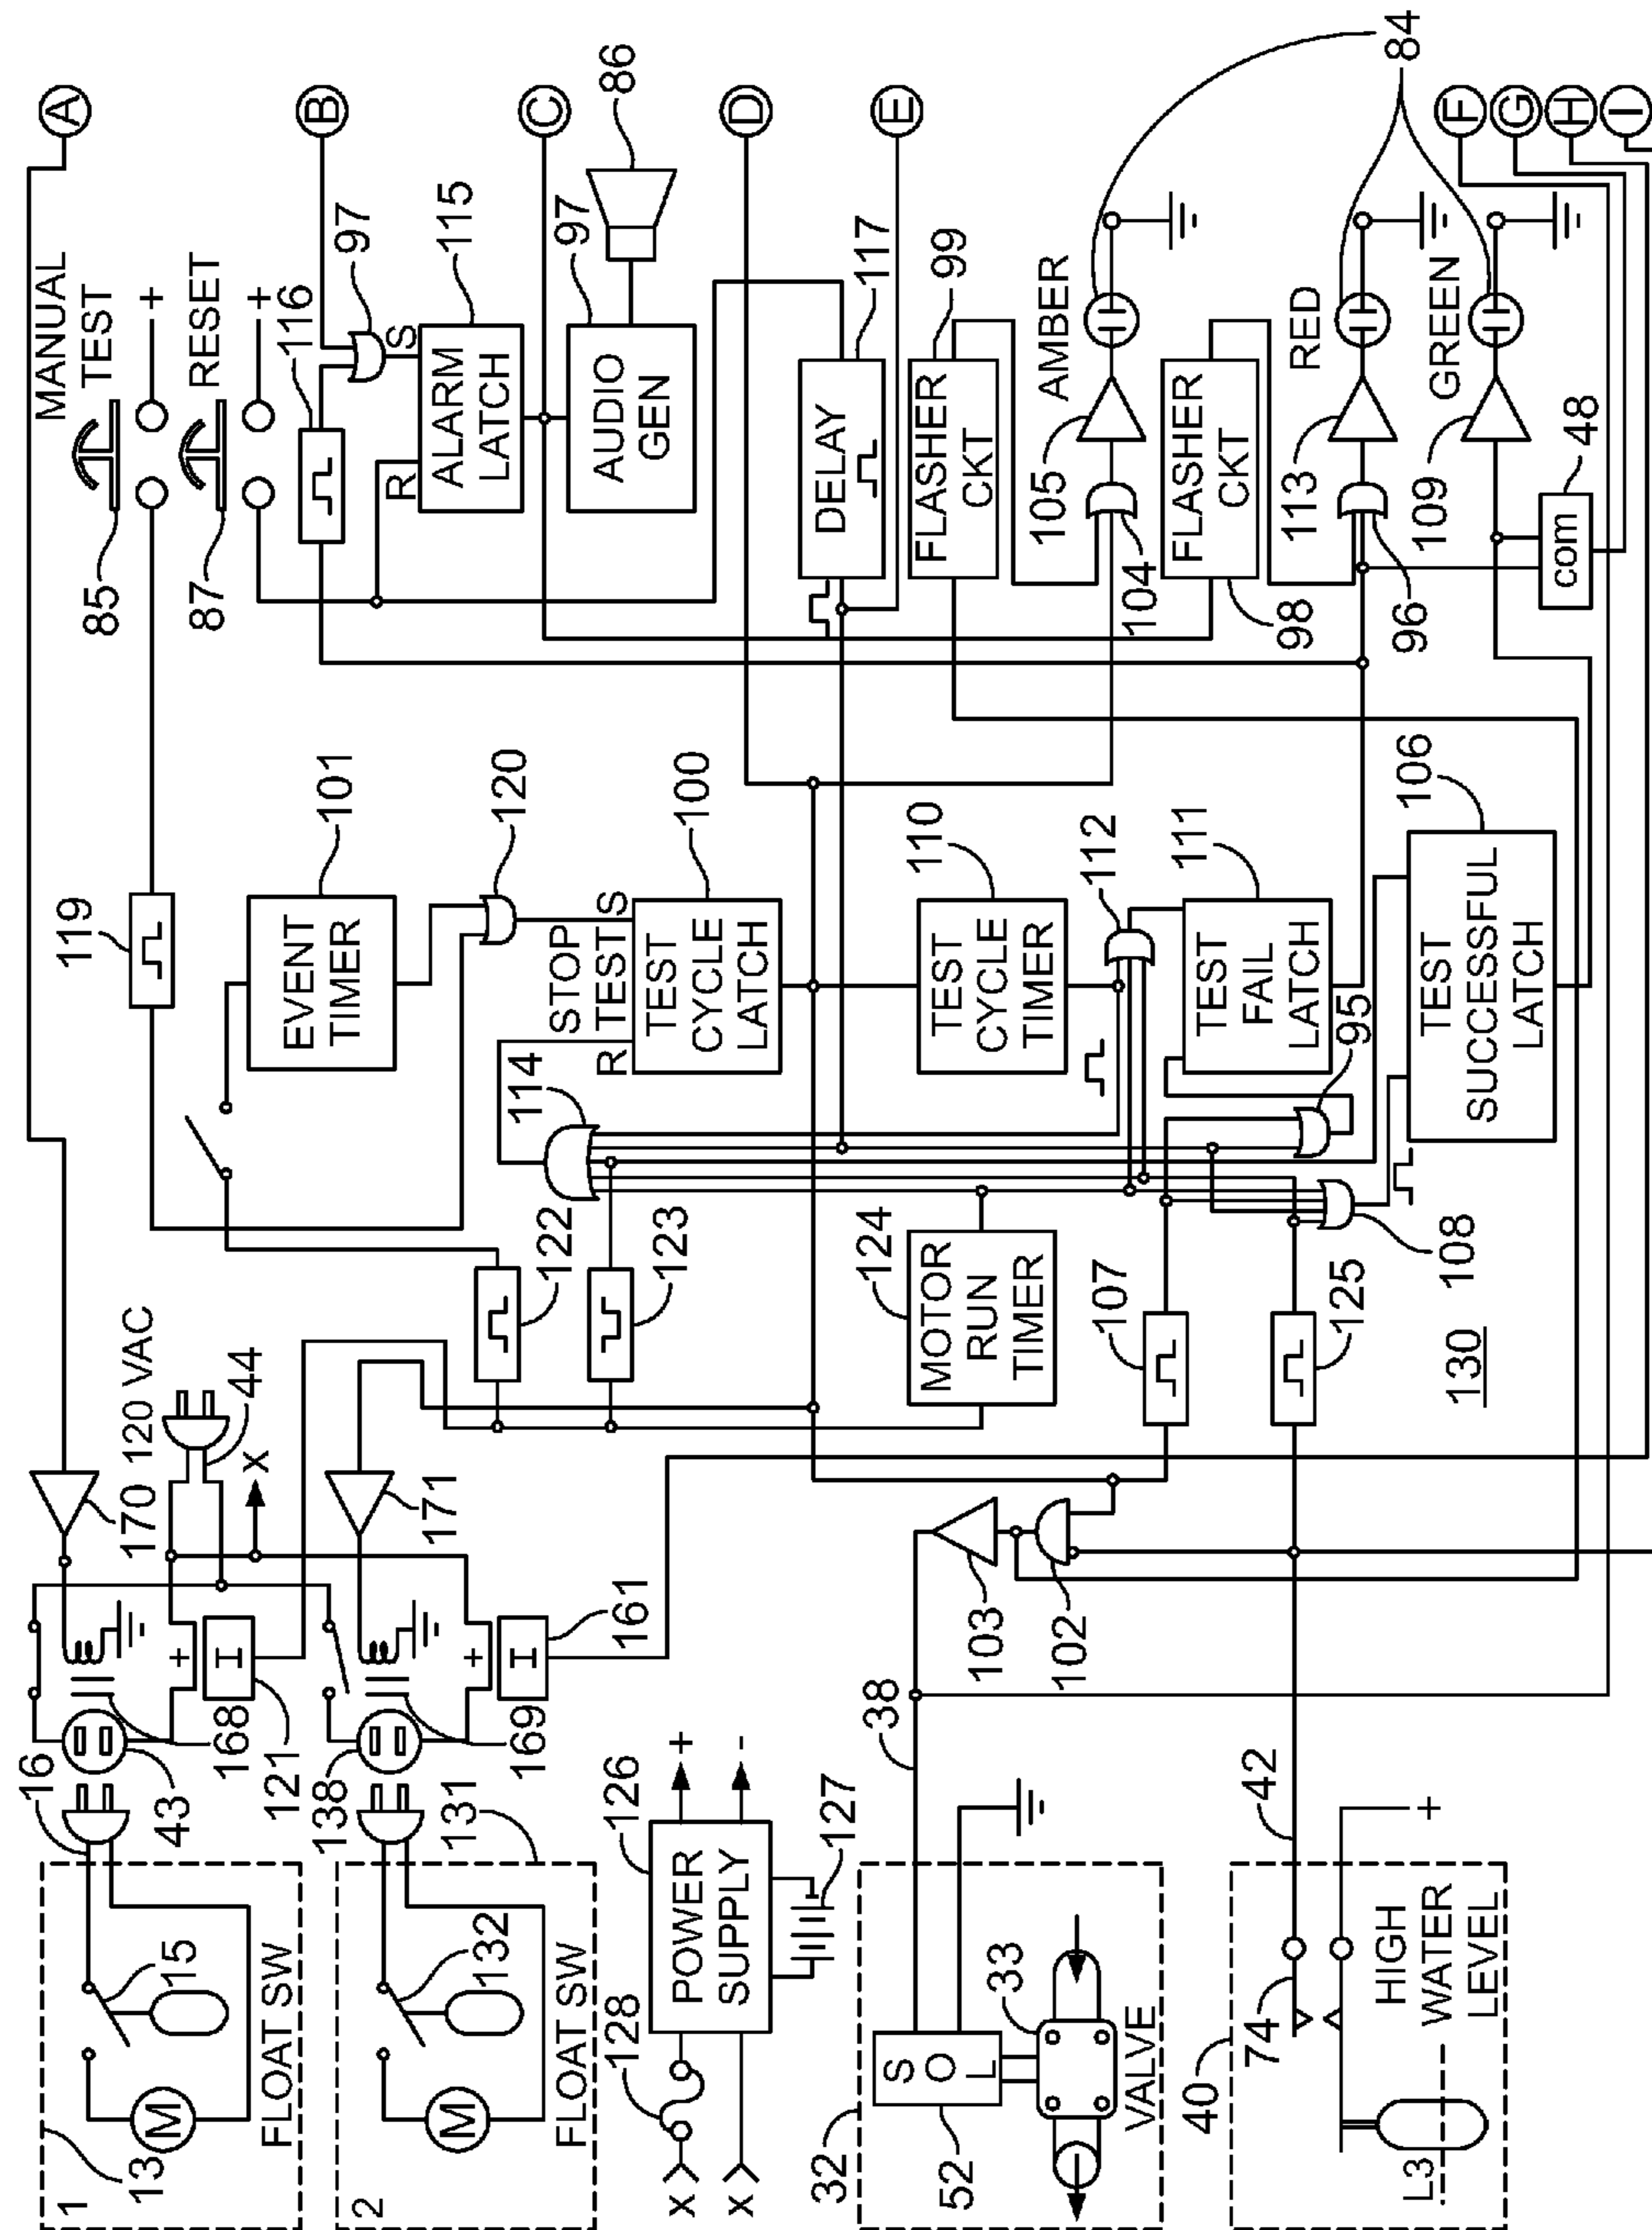 A
MANUAL
TEST
+
85
RESET
+
87
B
116
97
S
R
ALARM
LATCH
115
C
AUDIO
GEN
97
86
D
DELAY
117
E
FLASHER
CKT
99
AMBER
105
104
84
FLASHER
CKT
98
RED
113
96
GREEN
109
com
48
F
G
H
I
119
EVENT
TIMER
101
120
STOP
TEST
S
R
TEST
CYCLE
LATCH
100
114
TEST
CYCLE
TIMER
110
112
TEST
FAIL
LATCH
111
95
TEST
SUCCESSFUL
LATCH
106
108
122
123
MOTOR
RUN
TIMER
124
107
125
130
170
120 VAC
44
X
171
+
I
168
121
+
I
169
161
103
102
16
43
138
131
1
13
M
15
FLOAT SW
2
M
132
FLOAT SW
126
POWER
SUPPLY
+
-
127
128
X
X
38
32
SOL
52
33
VALVE
42
40
74
+
HIGH
WATER
LEVEL
L3